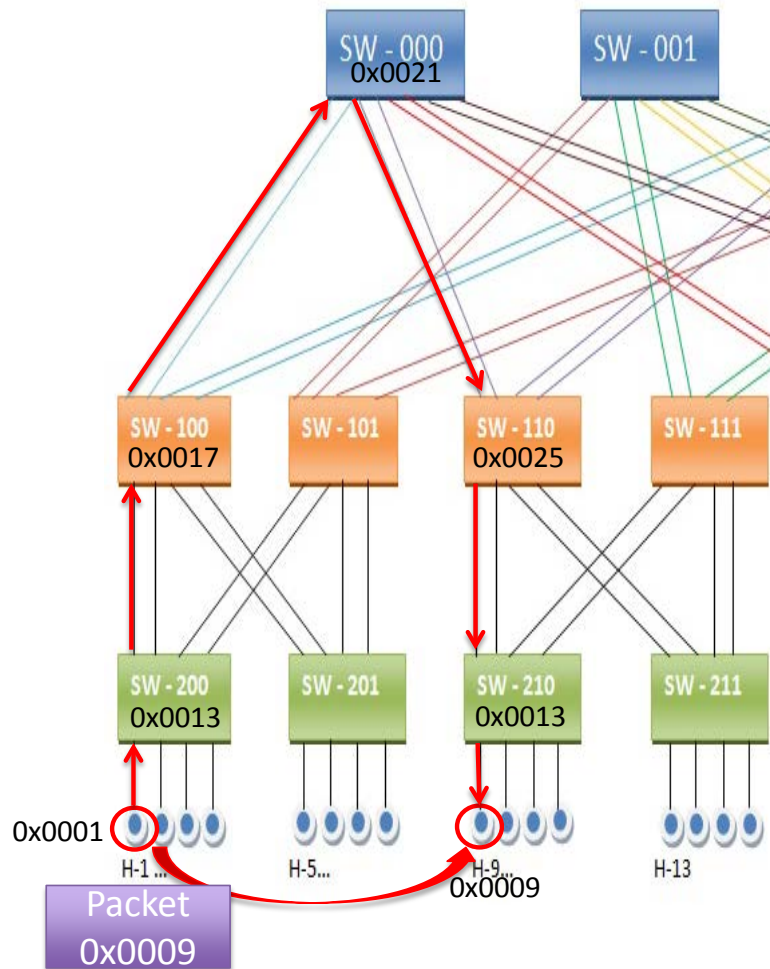 SW - 000
0x0021
SW - 001
SW - 100
0x0017
SW - 101
SW - 110
0x0025
SW - 111
SW - 200
0x0013
SW - 201
SW - 210
0x0013
SW - 211
0x0001
H-1 ...
H-5...
H-9...
H-13
0x0009
Packet
0x0009